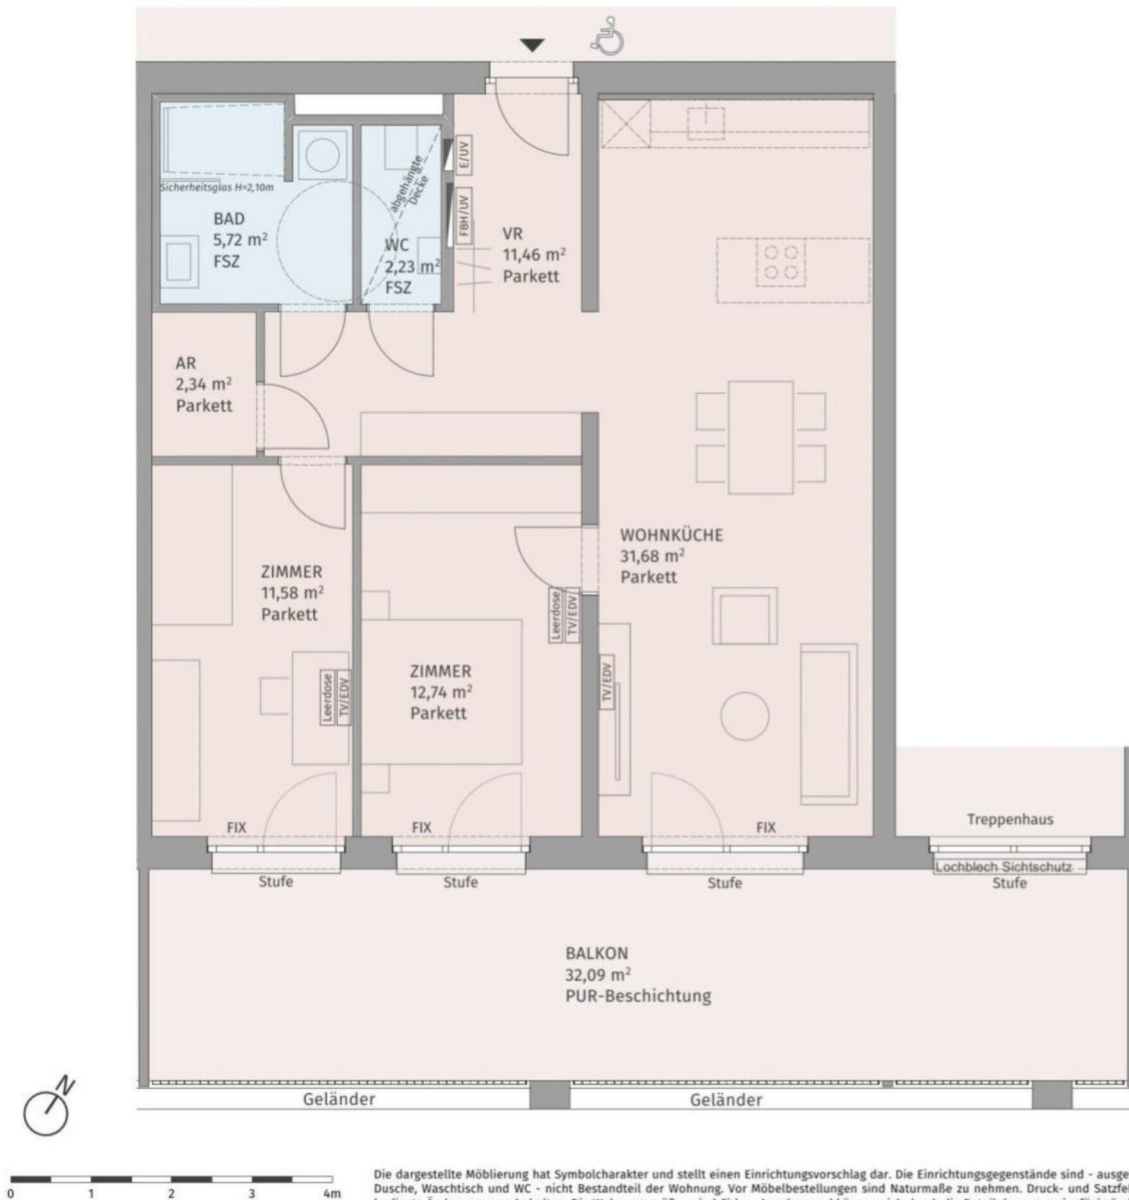 Sicherheitsglas H=2,10m
BAD
5,72 m²
FSZ
abgehängte
Decke
WC
2,23 m²
FSZ
E/UV
FBH/UV
VR
11,46 m²
Parkett
AR
2,34 m²
Parkett
ZIMMER
11,58 m²
Parkett
Leerdose
TV/EDV
ZIMMER
12,74 m²
Parkett
Leerdose
TV/EDV
WOHNKÜCHE
31,68 m²
Parkett
TV/EDV
FIX
FIX
FIX
Treppenhaus
Lochblech Sichtschutz
Stufe
Stufe
Stufe
Stufe
BALKON
32,09 m²
PUR-Beschichtung
Geländer
Geländer
N
0 1 2 3 4m
Die dargestellte Möblierung hat Symbolcharakter und stellt einen Einrichtungsvorschlag dar. Die Einrichtungsgegenstände sind - ausge
Dusche, Waschtisch und WC - nicht Bestandteil der Wohnung. Vor Möbelbestellungen sind Naturmaße zu nehmen. Druck- und Satzfe